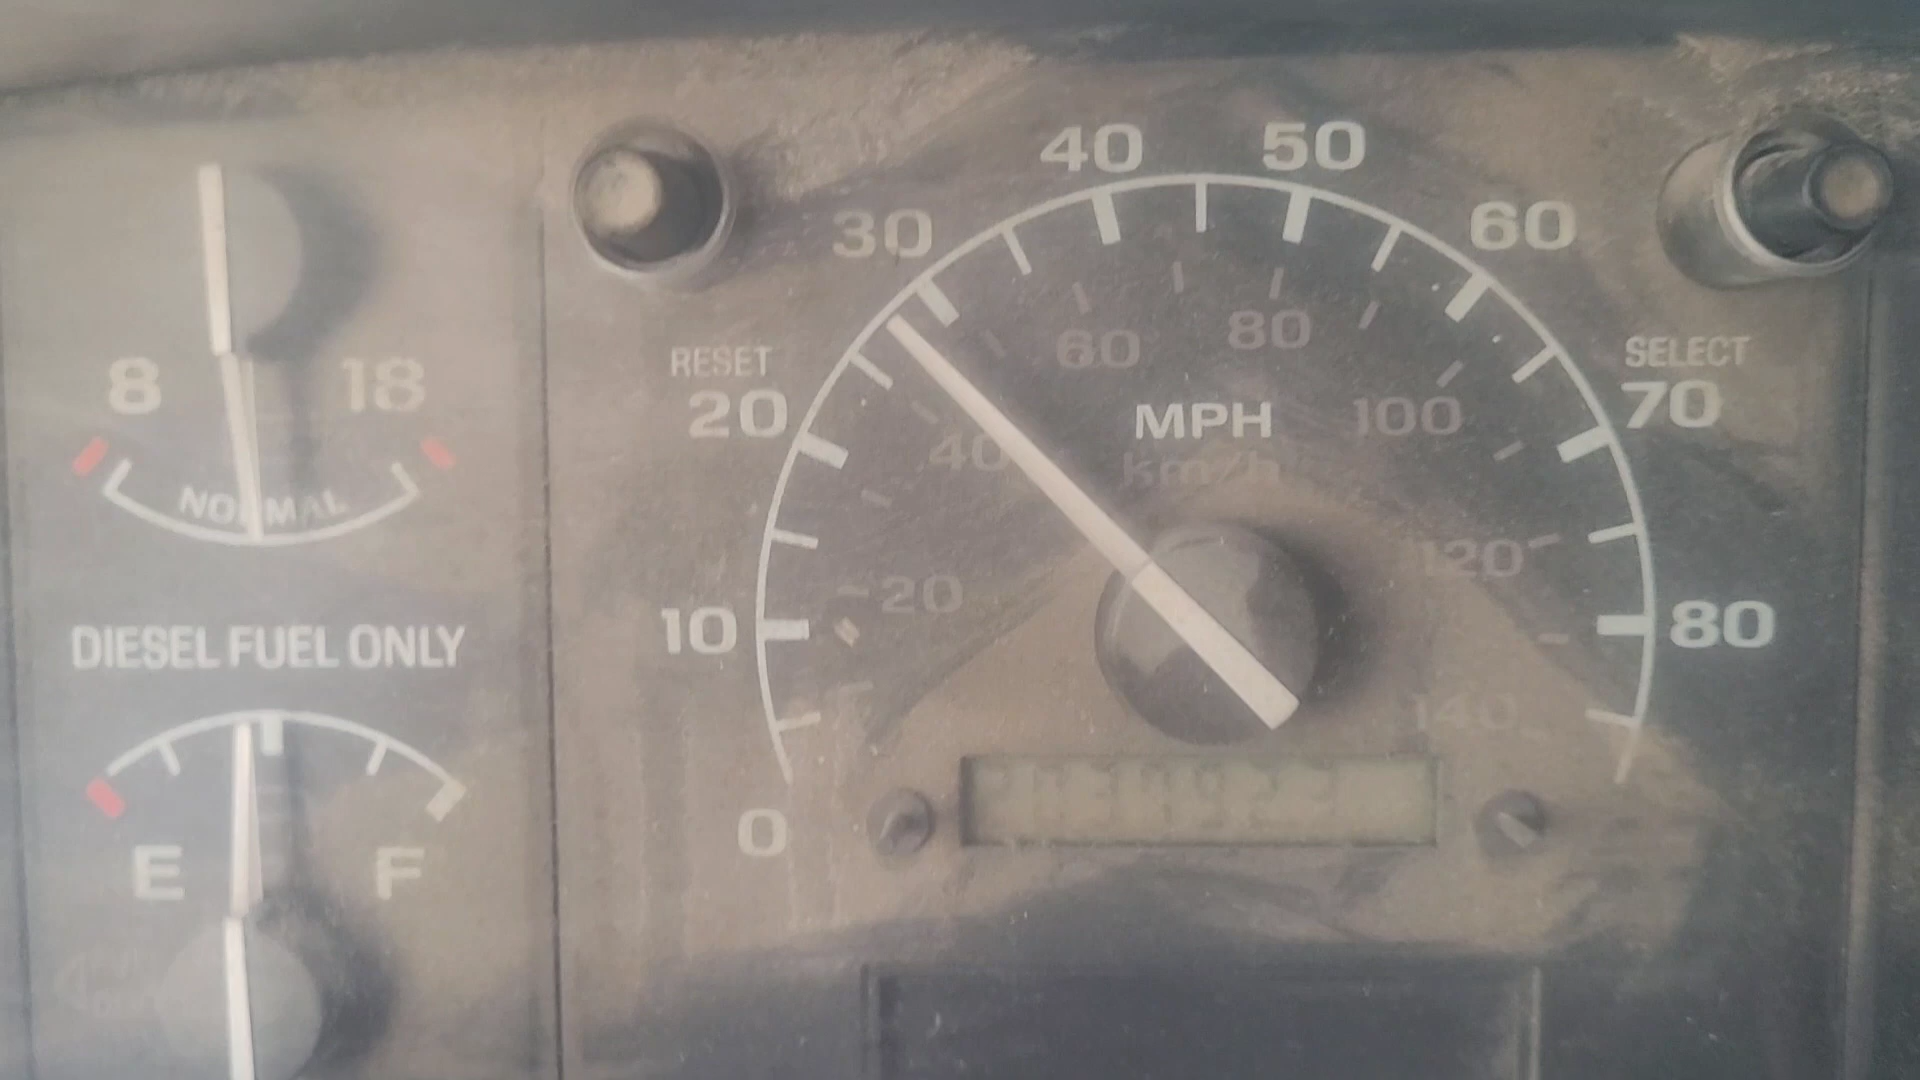 40 50
30 60
RESET SELECT
8 18 20 60 80 70
MPH
100
40
km/h
NORMAL
20 120
DIESEL FUEL ONLY 10 80
140
0
E F